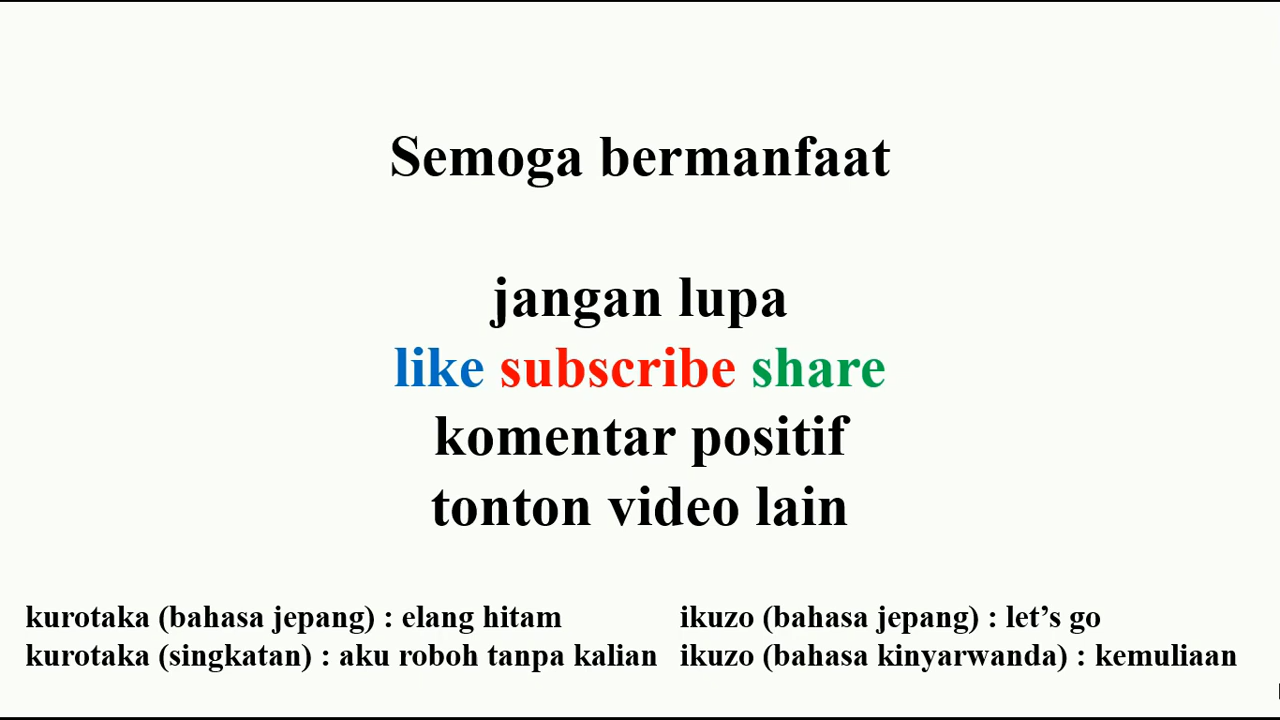 Semoga bermanfaat
jangan lupa
like subscribe share
komentar positif
tonton video lain
kurotaka (bahasa jepang) : elang hitam
kurotaka (singkatan) : aku roboh tanpa kalian
ikuzo (bahasa jepang) : let’s go
ikuzo (bahasa kinyarwanda) : kemuliaan